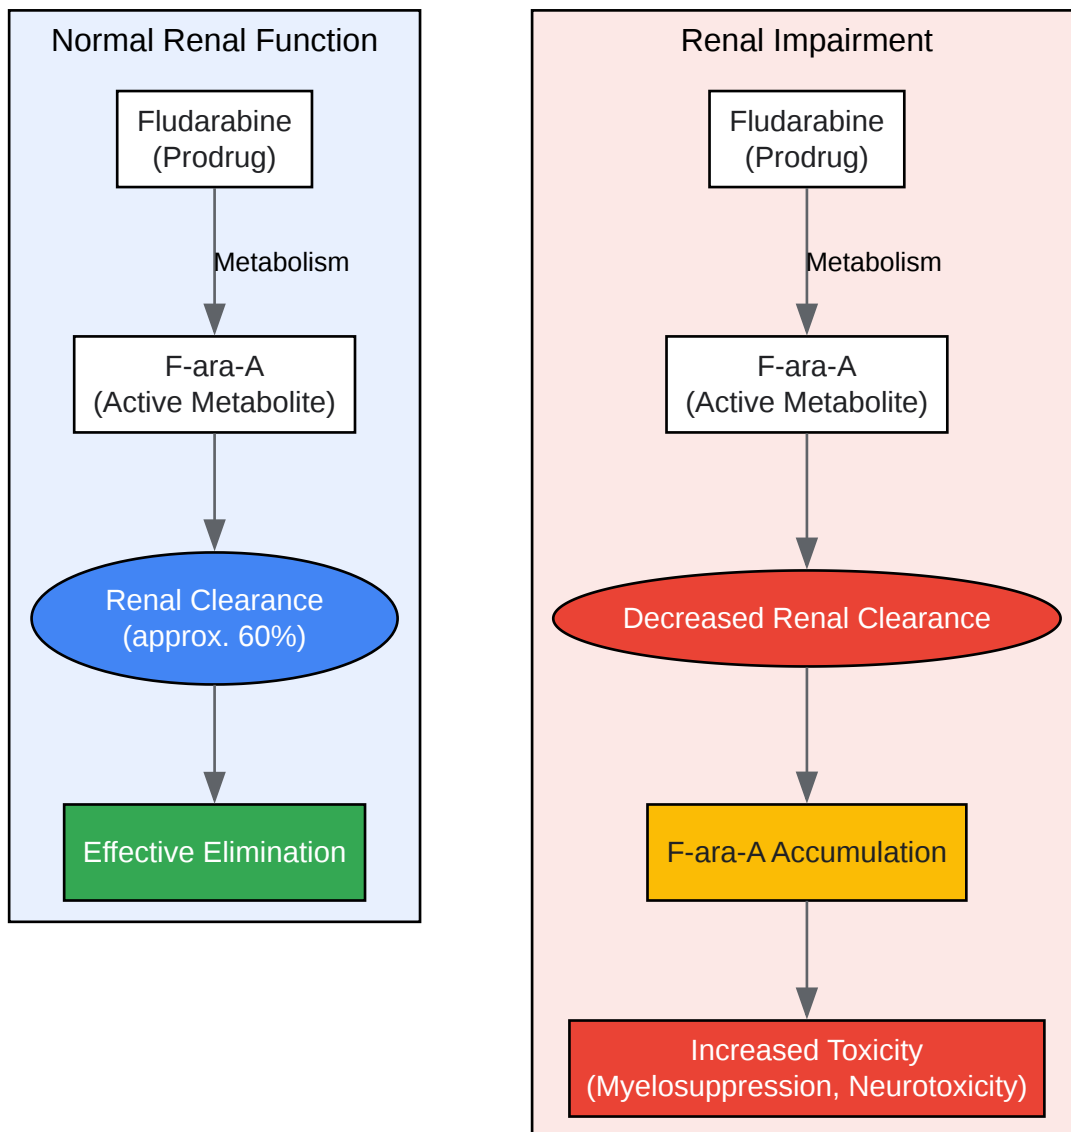 Normal Renal Function
Fludarabine
(Prodrug)
Metabolism
F-ara-A
(Active Metabolite)
Renal Clearance
(approx. 60%)
Effective Elimination
Renal Impairment
Fludarabine
(Prodrug)
Metabolism
F-ara-A
(Active Metabolite)
Decreased Renal Clearance
F-ara-A Accumulation
Increased Toxicity
(Myelosuppression, Neurotoxicity)